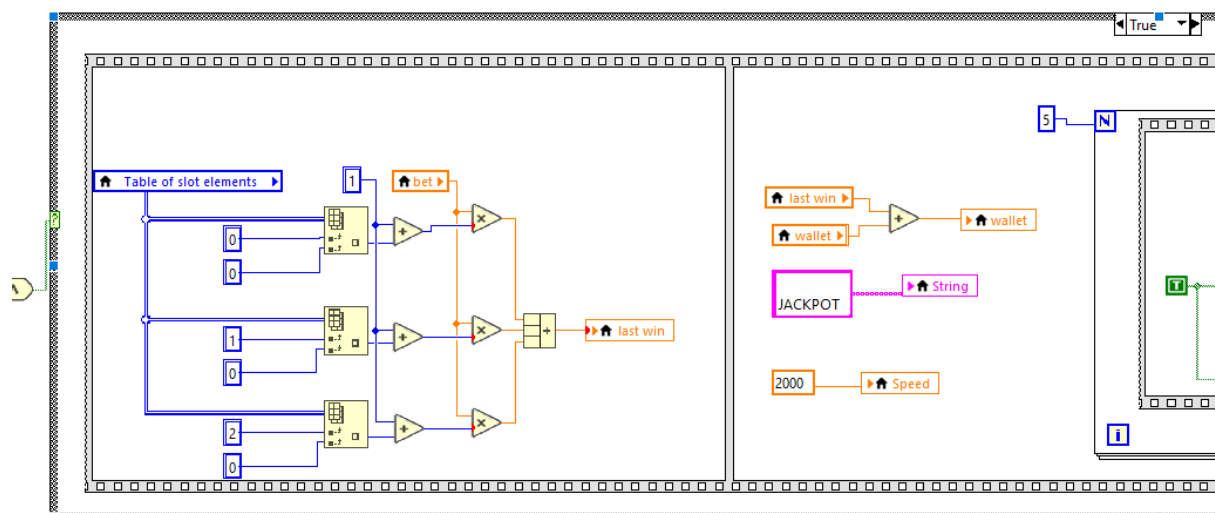 True
5
N
1
bet
Table of slot elements
0
0
last win
wallet
wallet
String
T
JACKPOT
1
0
last win
2000
Speed
2
0
i